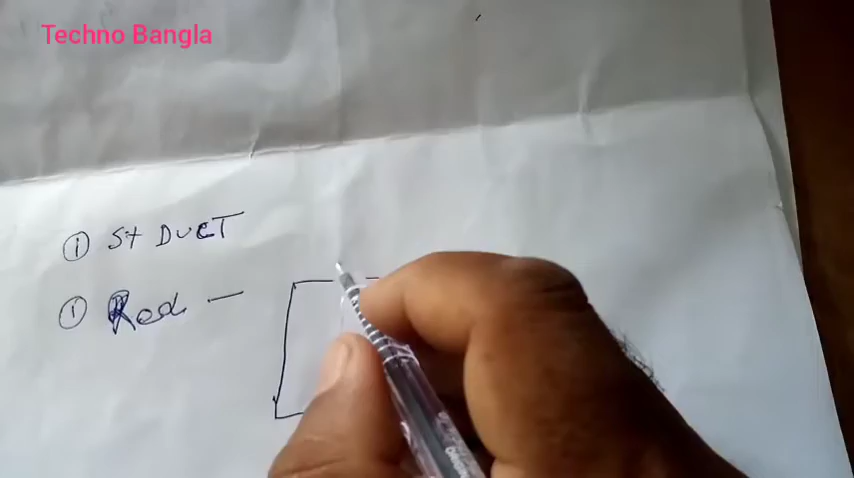 Techno Bangla
① St DUCT
① Rod —